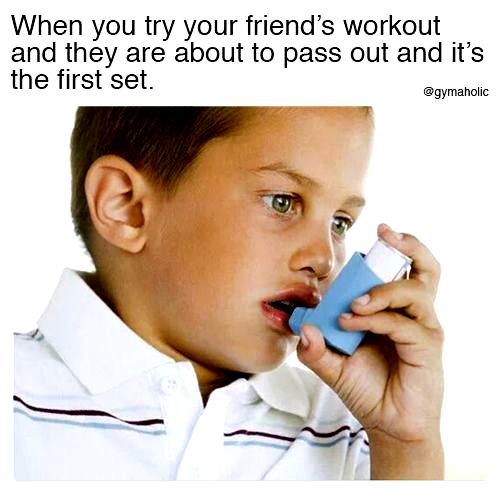 When you try your friend's workout
and they are about to pass out and it's
the first set.
@gymaholic